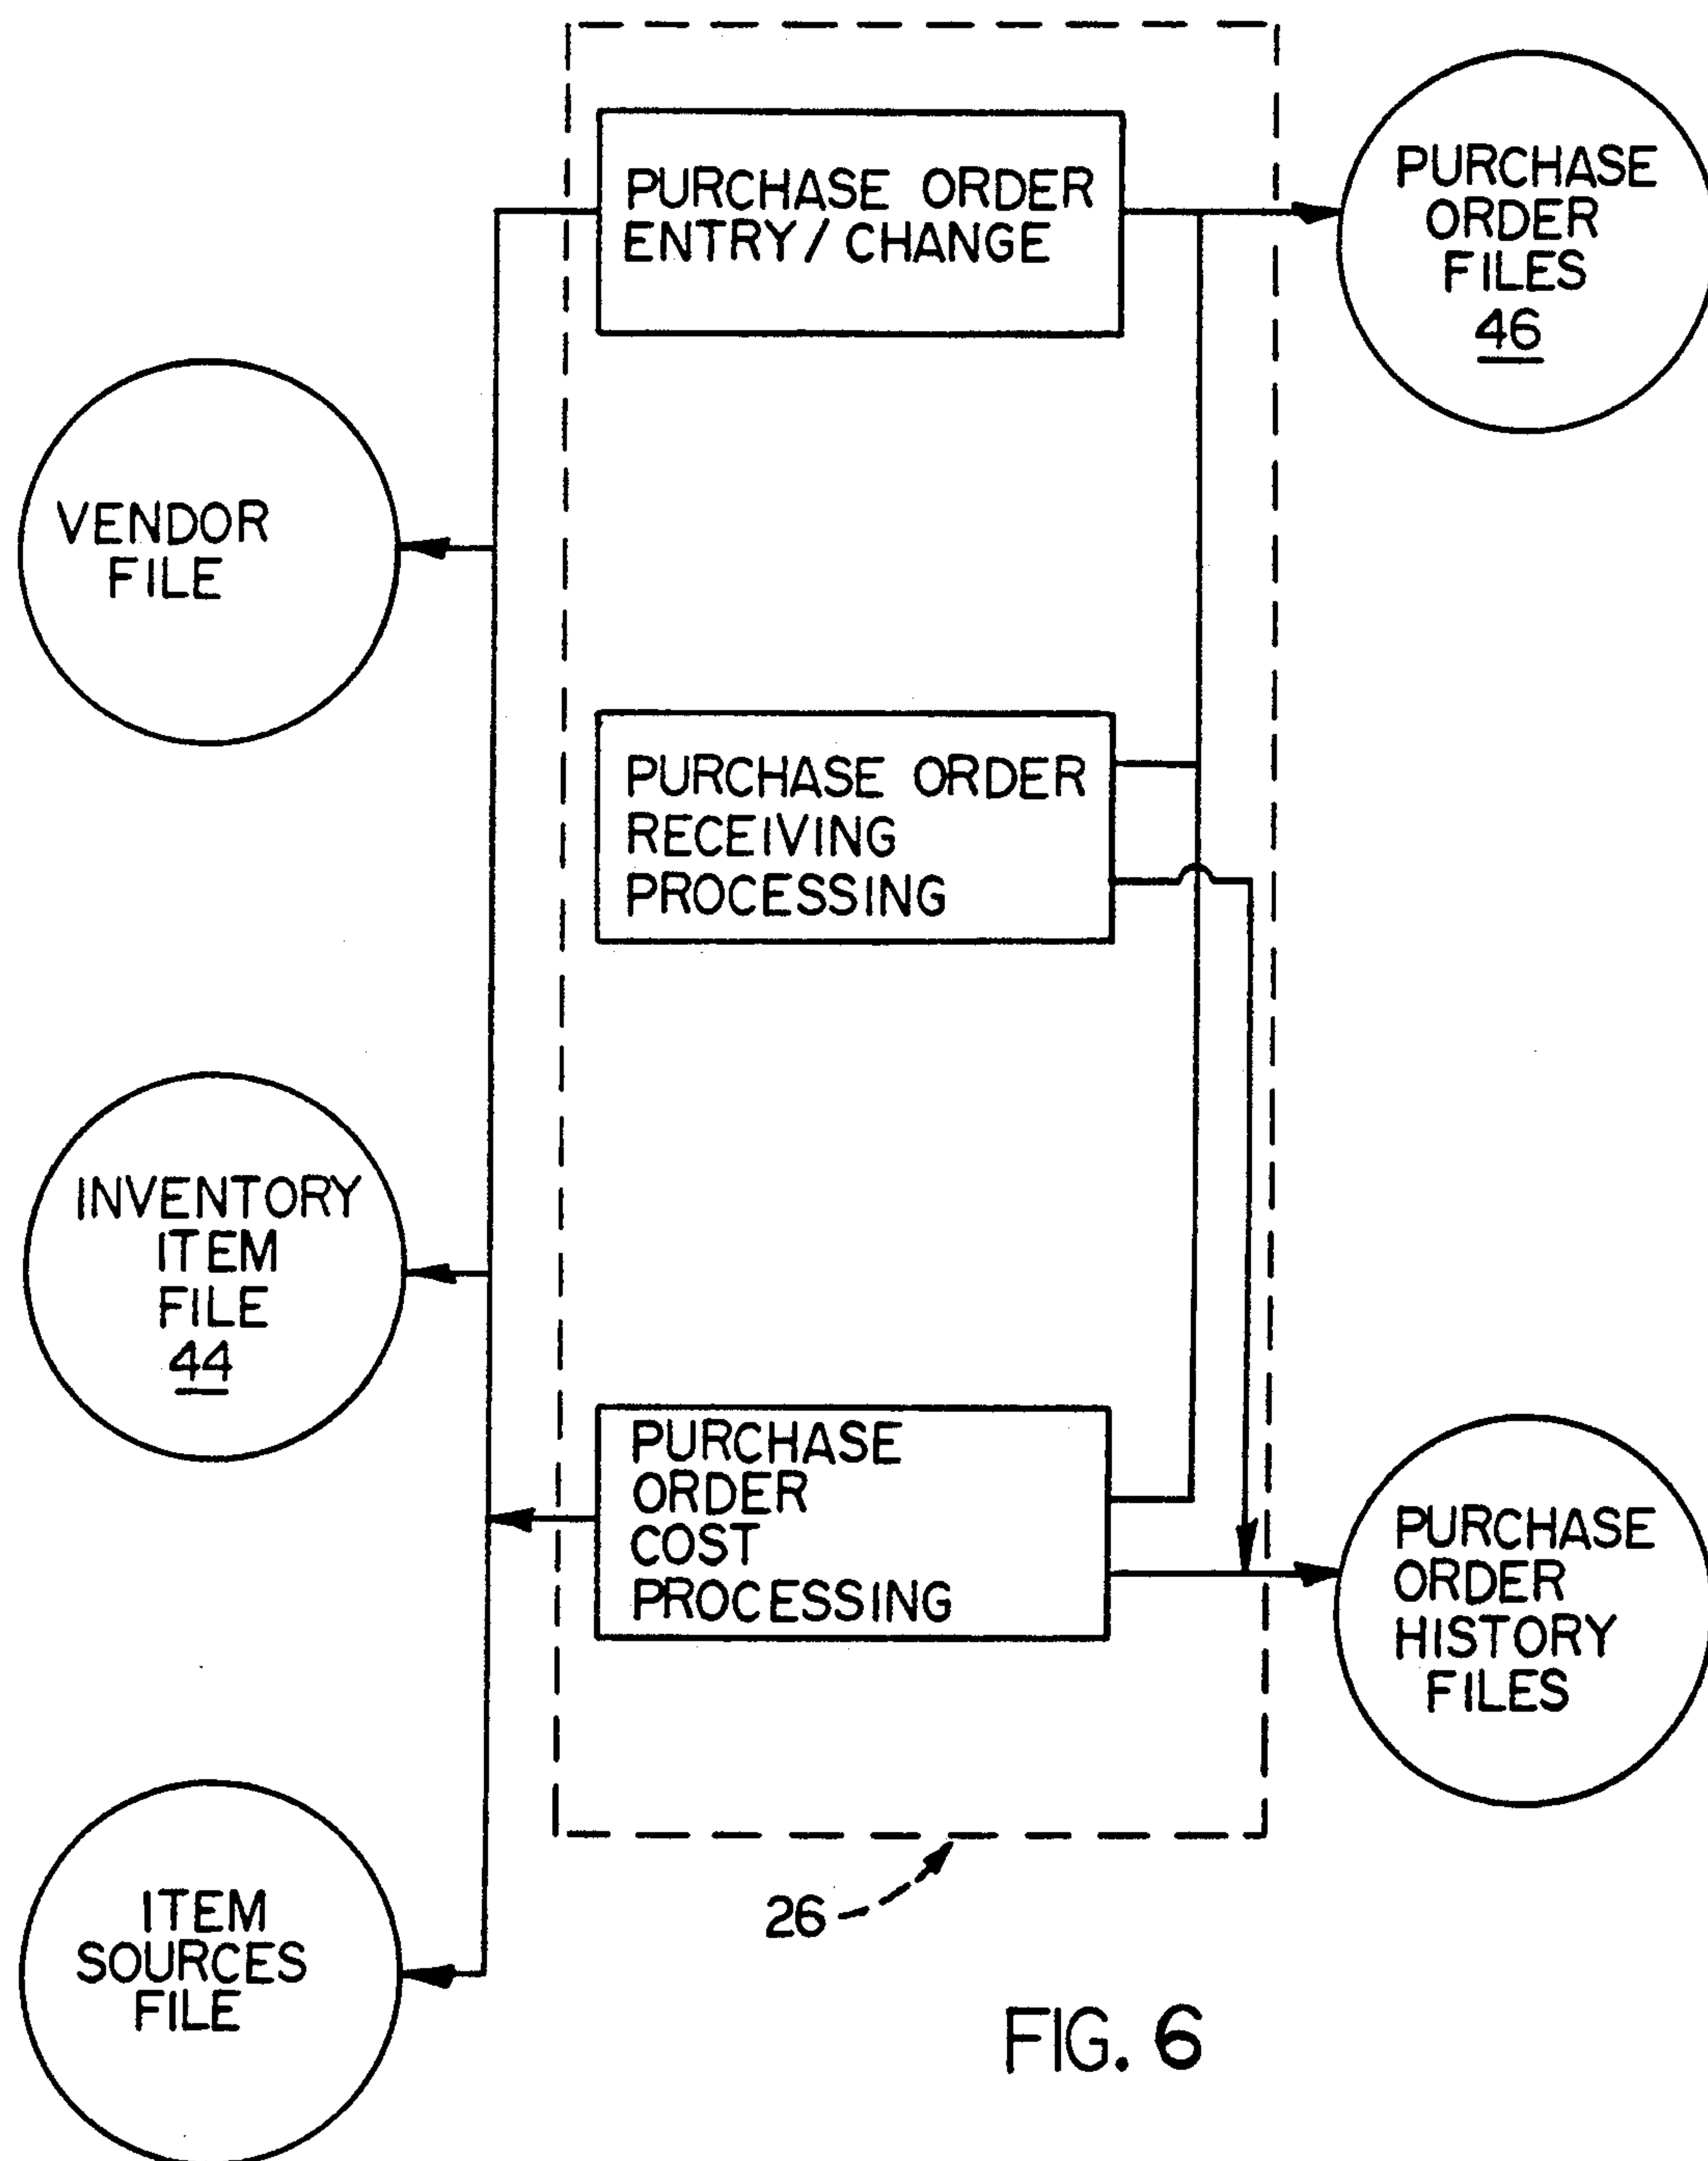 PURCHASE ORDER
ENTRY/CHANGE
PURCHASE
ORDER
FILES
46
VENDOR
FILE
PURCHASE ORDER
RECEIVING
PROCESSING
INVENTORY
ITEM
FILE
44
PURCHASE
ORDER
COST
PROCESSING
PURCHASE
ORDER
HISTORY
FILES
26
ITEM
SOURCES
FILE
FIG. 6